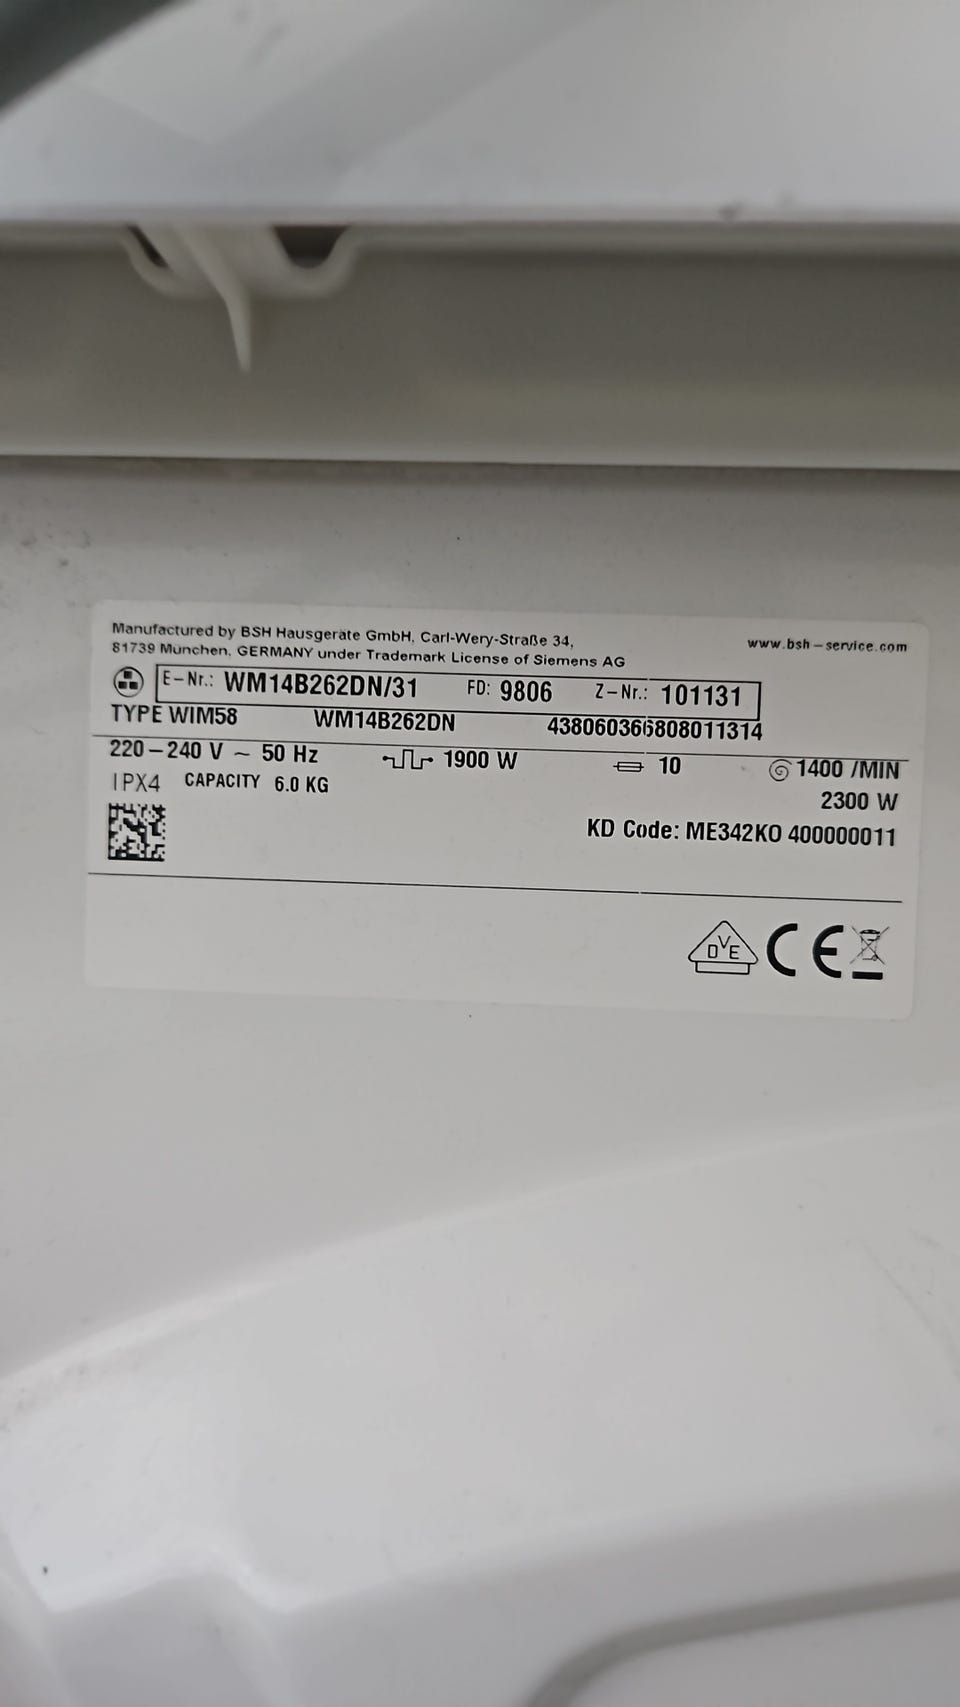 Manufactured by BSH Hausgeräte GmbH, Carl-Wery-Straße 34,
81739 München, GERMANY under Trademark License of Siemens AG
www.bsh-service.com
E-Nr.: WM14B262DN/31 FD: 9806 Z-Nr.: 101131
TYPE WIM58 WM14B262DN 438060366808011314
220-240 V ~ 50 Hz 1900 W 10 1400 /MIN
IPX4 CAPACITY 6.0 KG 2300 W
KD Code: ME342KO 400000011
DVE CE